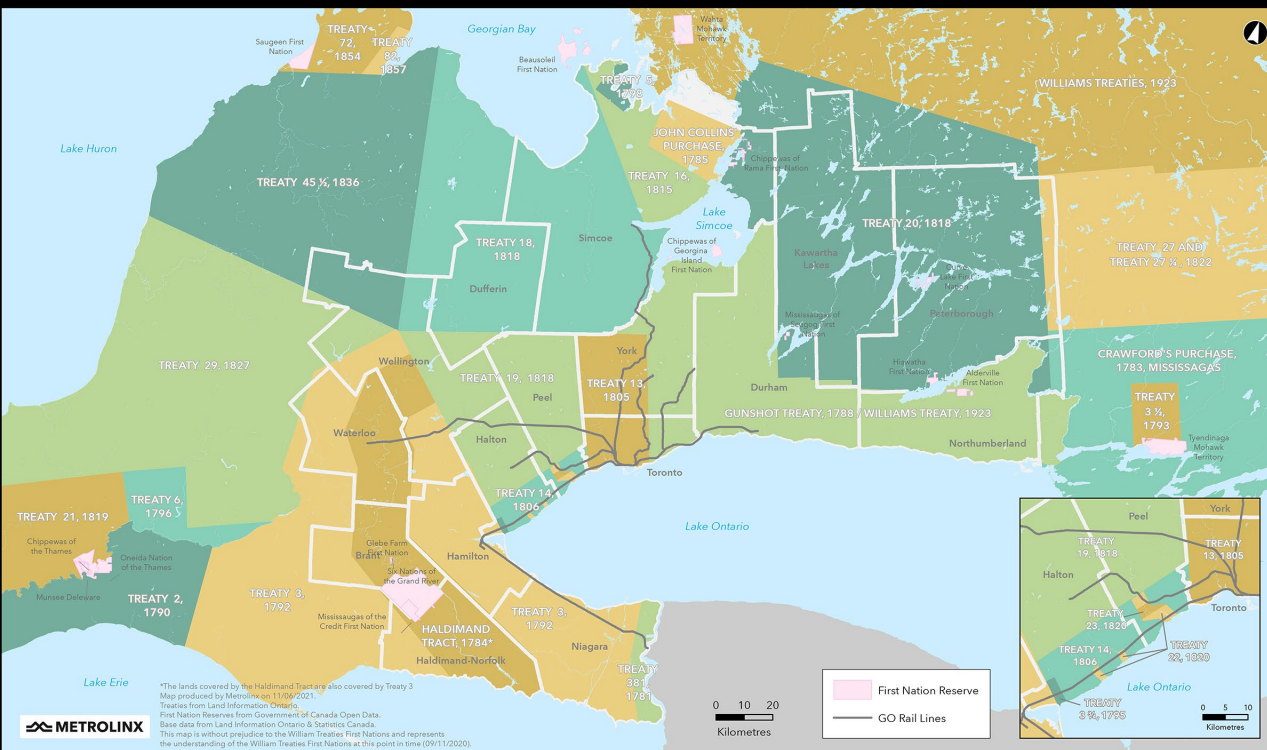 Georgian Bay
Saugeen First
Nation
TREATY
72,
1854
TREATY
82,
1857
Beausoleil
First Nation
Wahta
Mohawk
Territory
TREATY 5,
1798
WILLIAMS TREATIES, 1923
Lake Huron
JOHN COLLINS'
PURCHASE,
1785
Chippewas of
Rama First Nation
TREATY 45 ½, 1836
TREATY 16,
1815
Lake
Simcoe
TREATY 20, 1818
TREATY 18,
1818
Simcoe
Chippewas of
Georgina
Island
First Nation
Kawartha
Lakes
TREATY 27 AND
TREATY 27 ¼, 1822
Dufferin
Curve
Lake First
Nation
Mississaugas of
Scugog First
Nation
Peterborough
TREATY 29, 1827
Wellington
York
CRAWFORD'S PURCHASE,
1783, MISSISSAGAS
Hiawatha
First Nation
Alderville
First Nation
TREATY 19, 1818
TREATY 13,
1805
Peel
Durham
TREATY
3 ½,
1793
GUNSHOT TREATY, 1788 / WILLIAMS TREATY, 1923
Waterloo
Halton
Northumberland
Tyendinaga
Mohawk
Territory
Toronto
TREATY 6,
1796
TREATY 14,
1806
TREATY 21, 1819
Lake Ontario
Chippewas of
the Thames
Oneida Nation
of the Thames
Munsee Deleware
Glebe Farm
First Nation
Brant
Hamilton
Six Nations of
the Grand River
TREATY 2,
1790
TREATY 3,
1792
Mississaugas of the
Credit First Nation
TREATY 3,
1792
HALDIMAND
TRACT, 1784*
Niagara
Haldimand-Norfolk
TREATY
381,
1781
Lake Erie
*The lands covered by the Haldimand Tract are also covered by Treaty 3
Map produced by Metrolinx on 11/06/2021.
Treaties from Land Information Ontario.
First Nation Reserves from Government of Canada Open Data.
Base data from Land Information Ontario & Statistics Canada.
This map is without prejudice to the William Treaties First Nations and represents
the understanding of the William Treaties First Nations at this point in time (09/11/2020).
METROLINX
0 10 20
Kilometres
First Nation Reserve
GO Rail Lines
Peel
York
TREATY
19, 1818
TREATY
13, 1805
Halton
Toronto
TREATY
23, 1820
TREATY 14,
1806
TREATY
22, 1820
Lake Ontario
TREATY
3 ¾, 1795
0 5 10
Kilometres